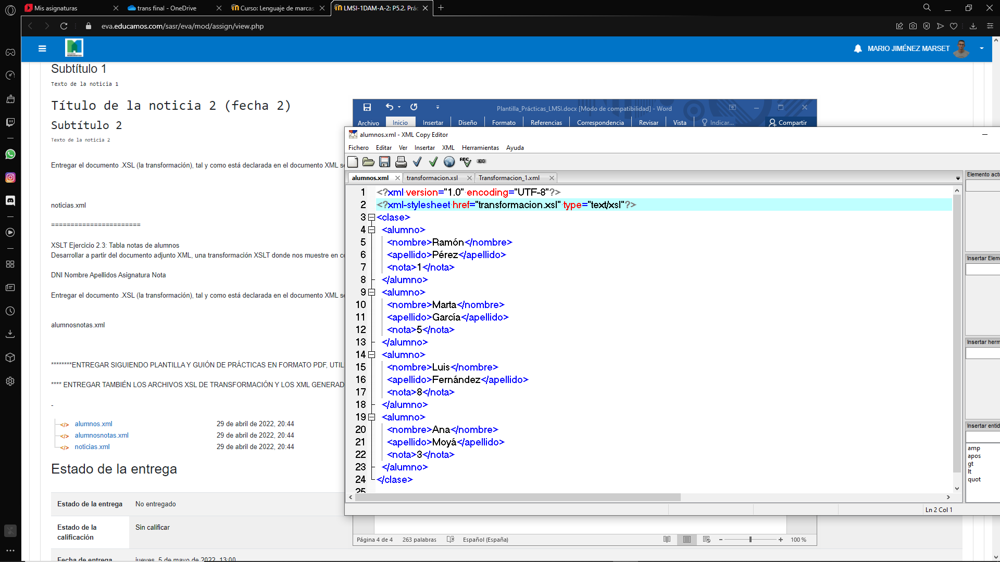 Mis asignaturas
trans final - OneDrive
Curso: Lenguaje de marcas
LMSI-1DAM-A-2: P5.2. Prác
eva.educamos.com/sasr/eva/mod/assign/view.php
MARIO JIMÉNEZ MARSET
Subtítulo 1
Texto de la noticia 1
Título de la noticia 2 (fecha 2)
Subtítulo 2
Texto de la noticia 2
Entregar el documento .XSL (la transformación), tal y como está declarada en el documento XML se
noticias.xml
=======================
XSLT Ejercicio 2.3: Tabla notas de alumnos
Desarrollar a partir del documento adjunto XML, una transformación XSLT donde nos muestre en co
DNI Nombre Apellidos Asignatura Nota
Entregar el documento .XSL (la transformación), tal y como está declarada en el documento XML se
alumnosnotas.xml
********ENTREGAR SIGUIENDO PLANTILLA Y GUIÓN DE PRÁCTICAS EN FORMATO PDF, UTIL
**** ENTREGAR TAMBIÉN LOS ARCHIVOS XSL DE TRANSFORMACIÓN Y LOS XML GENERAD
-
alumnos.xml 29 de abril de 2022, 20:44
alumnosnotas.xml 29 de abril de 2022, 20:44
noticias.xml 29 de abril de 2022, 20:44
Estado de la entrega
Estado de la entrega No entregado
Estado de la calificación Sin calificar
Fecha de entrega jueves, 5 de mayo de 2022, 13:00
Plantilla_Prácticas_LMSI.docx [Modo de compatibilidad] - Word
Archivo Inicio Insertar Diseño Formato Referencias Correspondencia Revisar Vista Indicar... Compartir
alumnos.xml - XML Copy Editor
Fichero Editar Ver Insertar XML Herramientas Ayuda
ABC
alumnos.xml transformacion.xsl Transformacion_1.xml
1 <?xml version="1.0" encoding="UTF-8"?>
2 <?xml-stylesheet href="transformacion.xsl" type="text/xsl"?>
3 <clase>
4 <alumno>
5 <nombre>Ramón</nombre>
6 <apellido>Pérez</apellido>
7 <nota>1</nota>
8 </alumno>
9 <alumno>
10 <nombre>Marta</nombre>
11 <apellido>García</apellido>
12 <nota>5</nota>
13 </alumno>
14 <alumno>
15 <nombre>Luis</nombre>
16 <apellido>Fernández</apellido>
17 <nota>8</nota>
18 </alumno>
19 <alumno>
20 <nombre>Ana</nombre>
21 <apellido>Moyá</apellido>
22 <nota>3</nota>
23 </alumno>
24 </clase>
25
Elemento actu
Insertar Elem
Insertar herm
Insertar entid
amp
apos
gt
lt
quot
Ln 2 Col 1
Página 4 de 4 263 palabras Español (España) 100 %